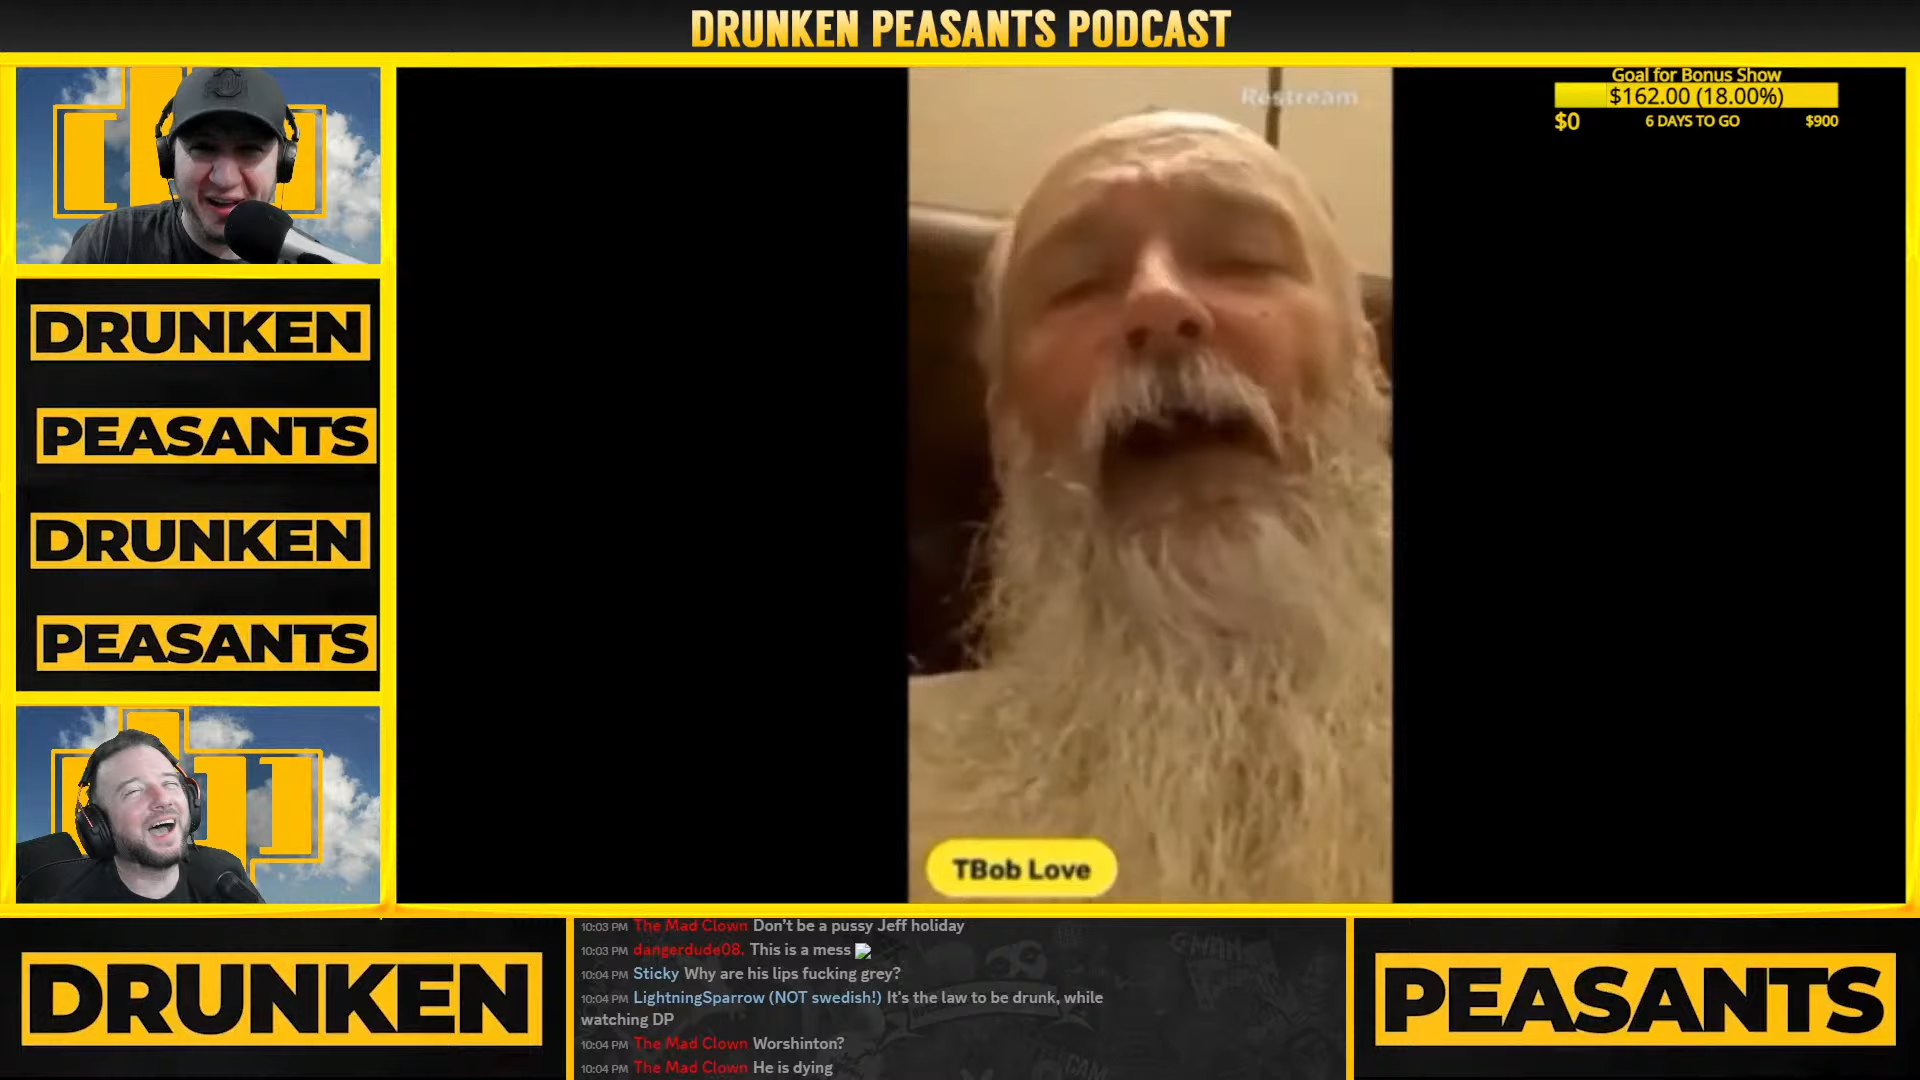 DRUNKEN PEASANTS PODCAST
Restream
Goal for Bonus Show
$162.00 (18.00%)
$0 6 DAYS TO GO $900
DRUNKEN
PEASANTS
DRUNKEN
PEASANTS
TBob Love
DRUNKEN
10:03 PM The Mad Clown Don't be a pussy Jeff holiday
10:03 PM dangerdude08. This is a mess
10:04 PM Sticky Why are his lips fucking grey?
10:04 PM LightningSparrow (NOT swedish!) It's the law to be drunk, while
watching DP
10:04 PM The Mad Clown Worshinton?
10:04 PM The Mad Clown He is dying
PEASANTS